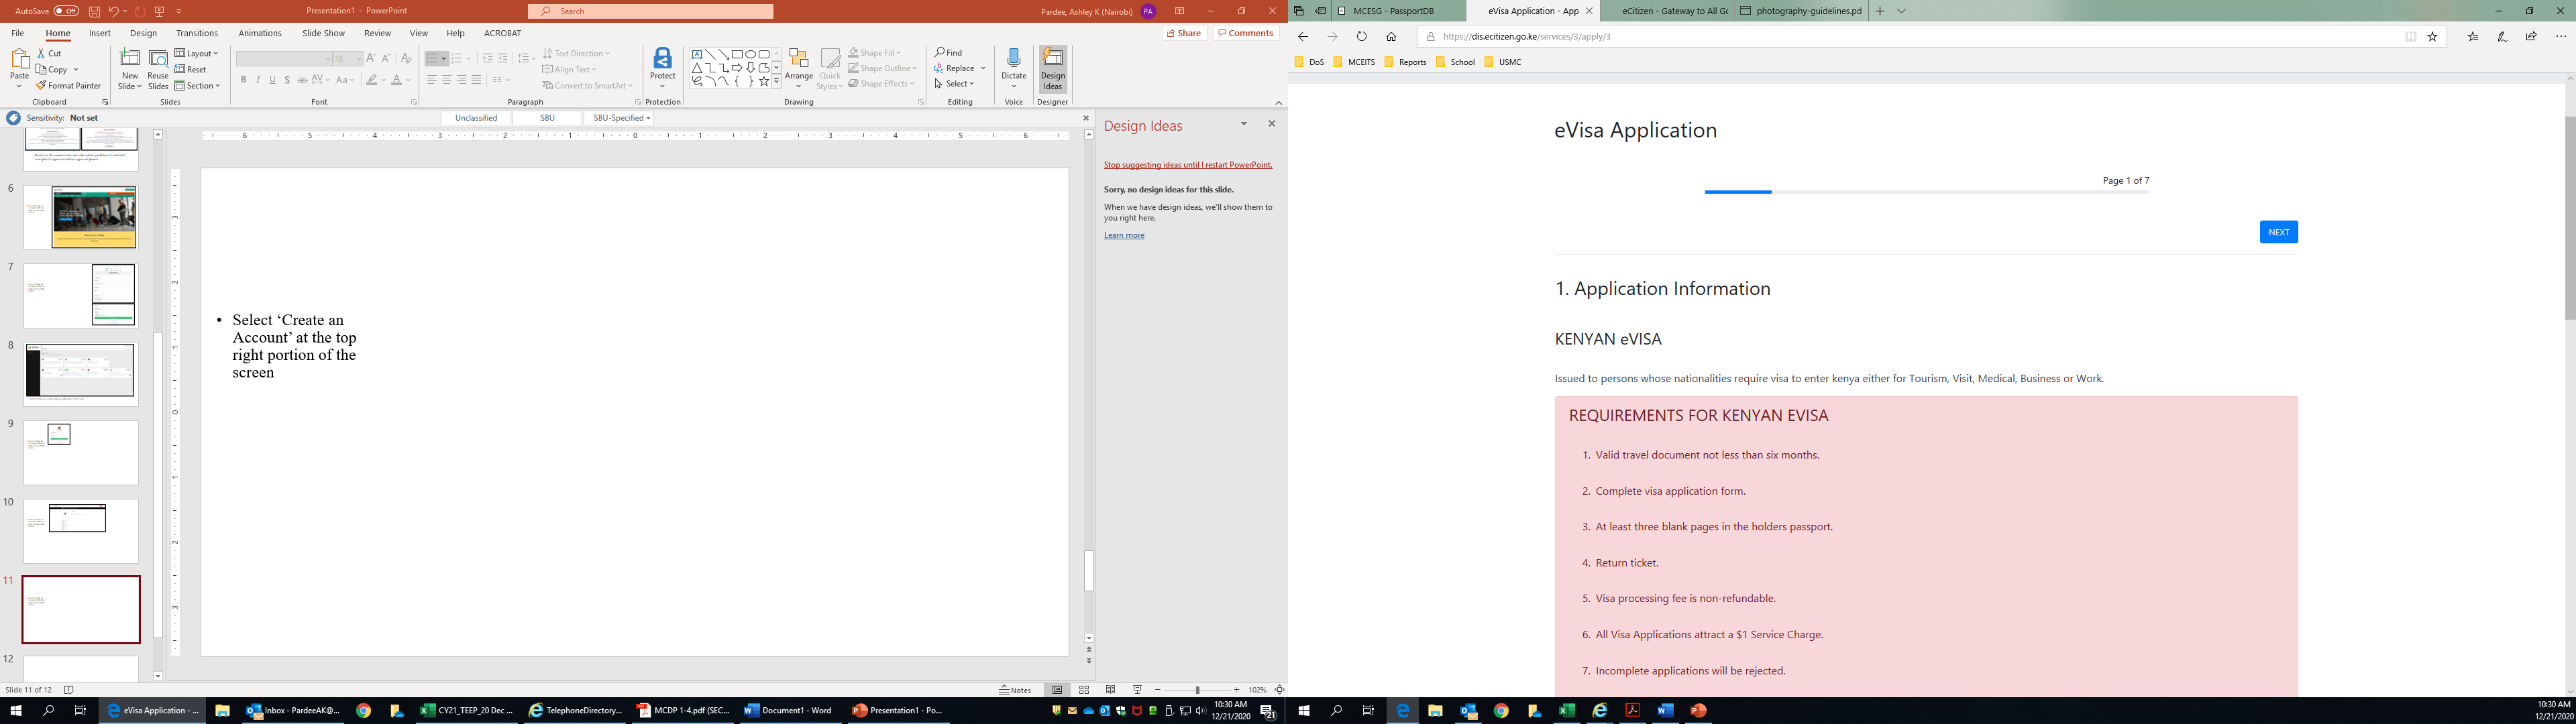 AutoSave Off
Presentation1 - PowerPoint
Search
Pardee, Ashley K (Nairobi) PA
File Home Insert Design Transitions Animations Slide Show Review View Help ACROBAT
Share Comments
Paste
Cut
Copy
Format Painter
Clipboard
New Slide
Reuse Slides
Layout
Reset
Section
Slides
18
Font
Text Direction
Align Text
Convert to SmartArt
Paragraph
Protect
Protection
Arrange
Quick Styles
Shape Fill
Shape Outline
Shape Effects
Drawing
Find
Replace
Select
Editing
Dictate
Voice
Design Ideas
Designer
Sensitivity: Not set
Unclassified SBU SBU-Specified
6
7
8
9
10
11
12
• Select ‘Create an
Account’ at the top
right portion of the
screen
Design Ideas
Stop suggesting ideas until I restart PowerPoint.
Sorry, no design ideas for this slide.
When we have design ideas, we'll show them to
you right here.
Learn more
Slide 11 of 12
Notes
102%
eVisa Application - ...
Inbox - PardeeAK@...
CY21_TEEP_20 Dec ...
TelephoneDirectory...
MCDP 1-4.pdf (SEC...
Document1 - Word
Presentation1 - Po...
10:30 AM
12/21/2020
21
MCESG - PassportDB
eVisa Application - App
eCitizen - Gateway to All Go
photography-guidelines.pd
https://dis.ecitizen.go.ke/services/3/apply/3
DoS MCEITS Reports School USMC
eVisa Application
Page 1 of 7
NEXT
1. Application Information
KENYAN eVISA
Issued to persons whose nationalities require visa to enter kenya either for Tourism, Visit, Medical, Business or Work.
REQUIREMENTS FOR KENYAN EVISA
1. Valid travel document not less than six months.
2. Complete visa application form.
3. At least three blank pages in the holders passport.
4. Return ticket.
5. Visa processing fee is non-refundable.
6. All Visa Applications attract a $1 Service Charge.
7. Incomplete applications will be rejected.
10:30 AM
12/21/2020